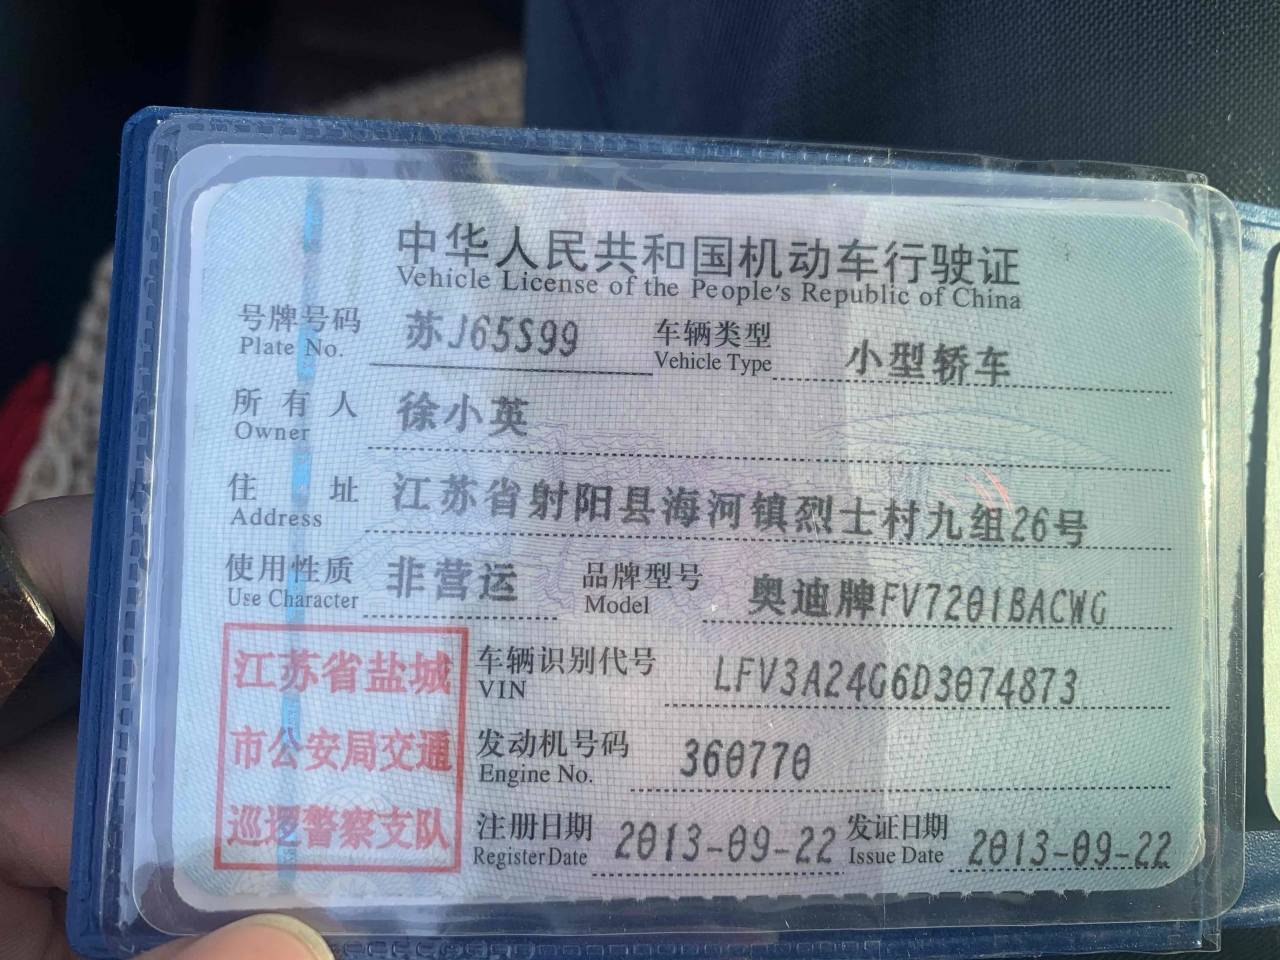 中华人民共和国机动车行驶证
Vehicle License of the People's Republic of China
号牌号码 苏J65S99 车辆类型 小型轿车
Plate No. Vehicle Type
所有人 徐小英
Owner
住址 江苏省射阳县海河镇烈士村九组26号
Address
使用性质 非营运 品牌型号 奥迪牌FV7201BACWG
Use Character Model
江苏省盐城
市公安局交通
巡逻警察支队
车辆识别代号 LFV3A24G6D3074873
VIN
发动机号码 360770
Engine No.
注册日期 2013-09-22 发证日期 2013-09-22
Register Date Issue Date